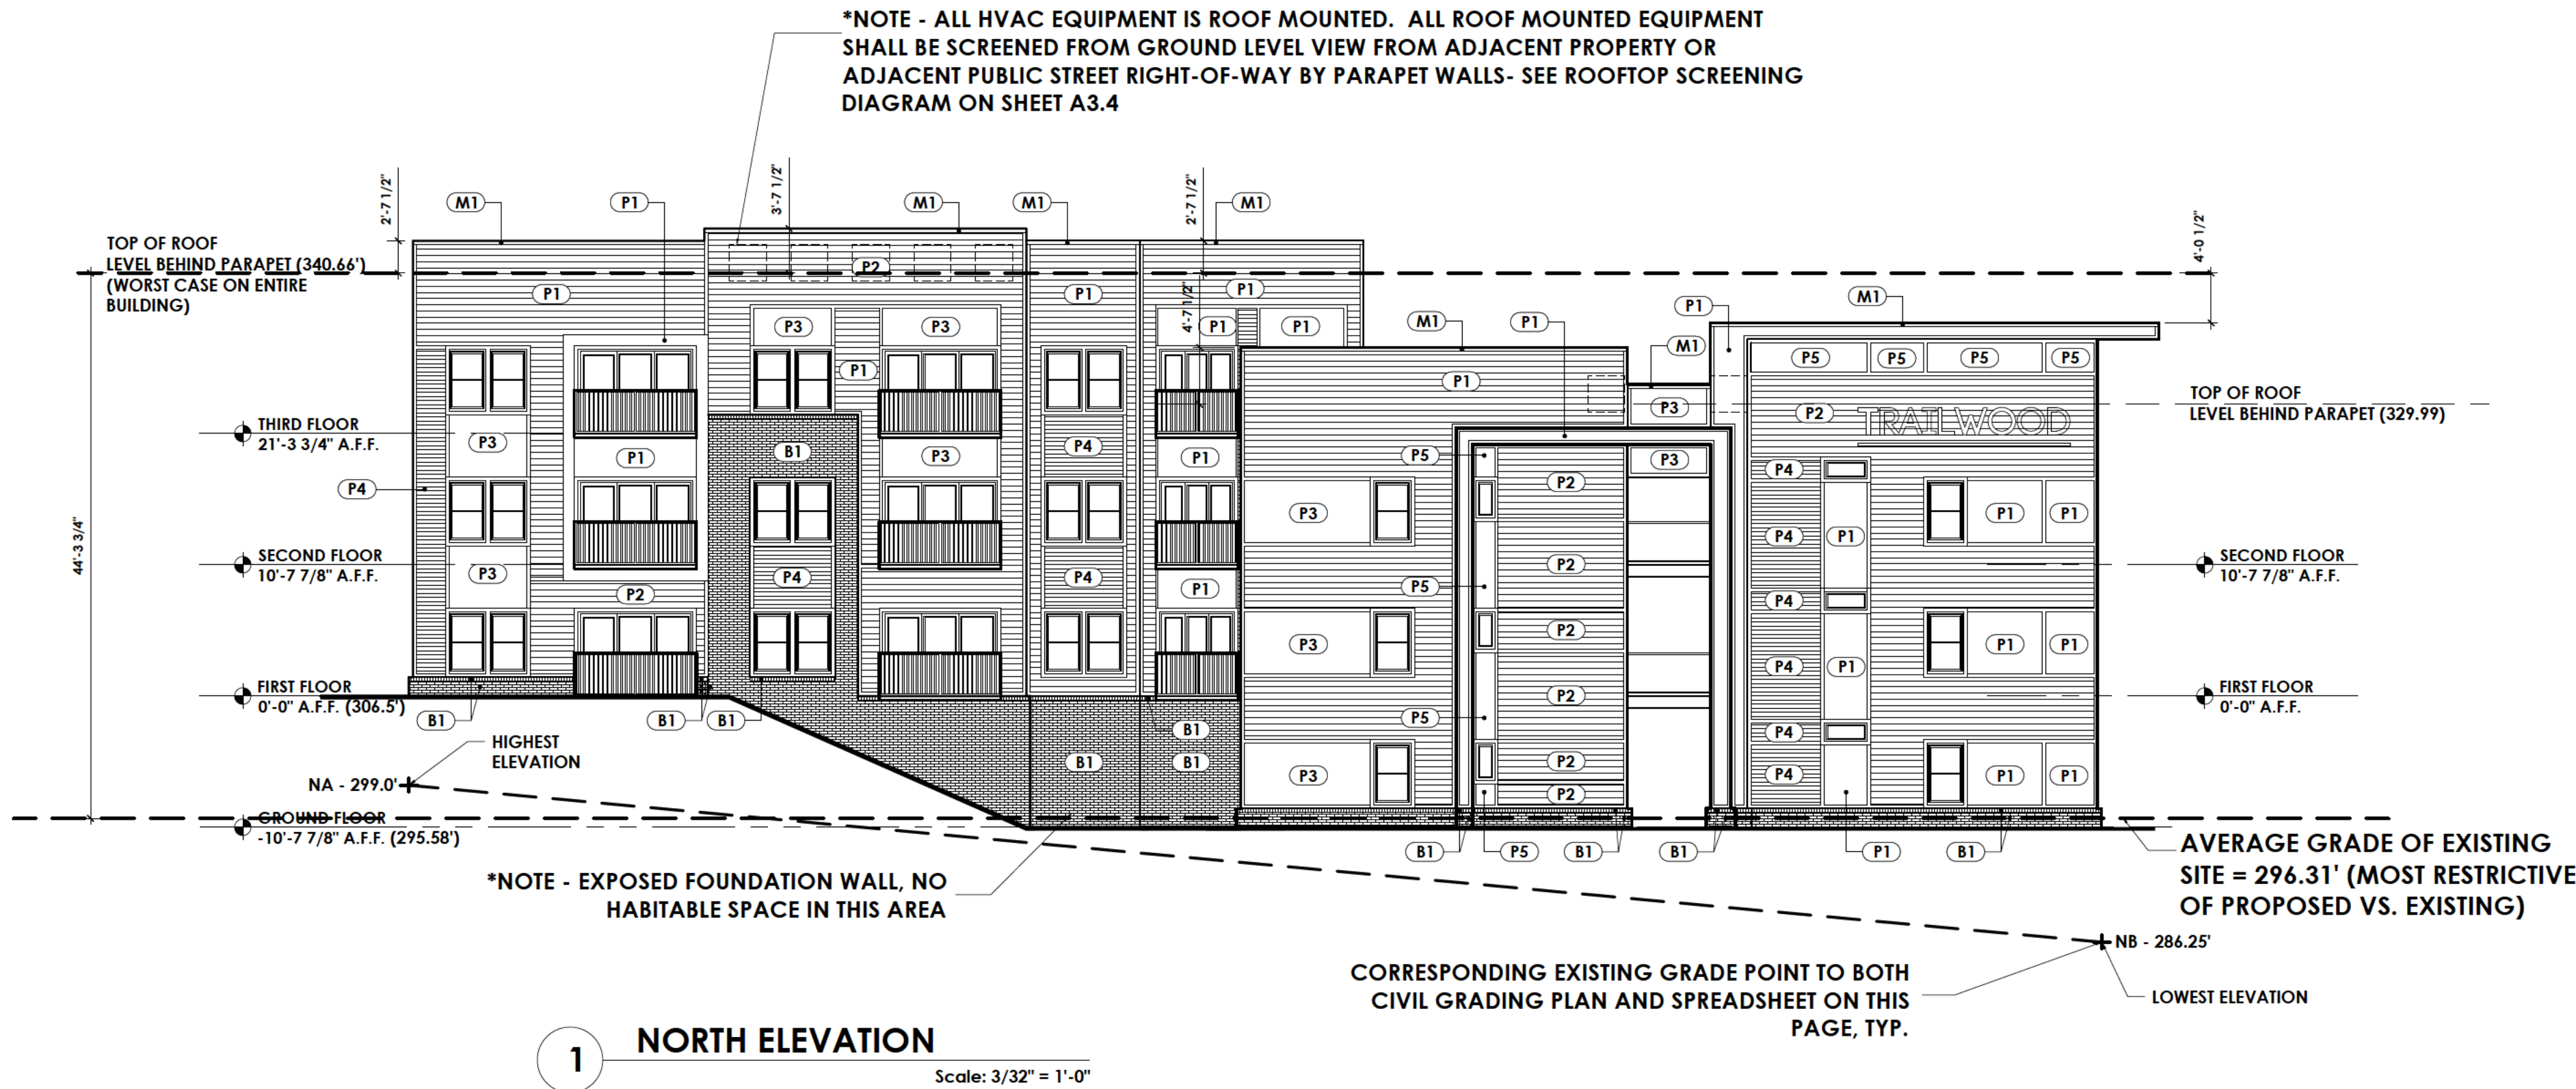 *NOTE - ALL HVAC EQUIPMENT IS ROOF MOUNTED. ALL ROOF MOUNTED EQUIPMENT
SHALL BE SCREENED FROM GROUND LEVEL VIEW FROM ADJACENT PROPERTY OR
ADJACENT PUBLIC STREET RIGHT-OF-WAY BY PARAPET WALLS- SEE ROOFTOP SCREENING
DIAGRAM ON SHEET A3.4
2'-7 1/2"
M1
P1
3'-7 1/2"
M1
M1
2'-7 1/2"
M1
4'-0 1/2"
TOP OF ROOF
LEVEL BEHIND PARAPET (340.66')
(WORST CASE ON ENTIRE
BUILDING)
P2
P1
P1
P1
4'-7 1/2"
M1
P1
P3
P3
P1
P1
M1
P1
M1
P5
P5
P5
P5
P1
P1
TOP OF ROOF
LEVEL BEHIND PARAPET (329.99)
P3
P2
TRAILWOOD
THIRD FLOOR
21'-3 3/4" A.F.F.
P3
P1
B1
P3
P4
P1
P5
P3
P4
P4
P2
P3
P1
P1
P1
44'-3 3/4"
SECOND FLOOR
10'-7 7/8" A.F.F.
P3
P2
P4
P4
P1
P5
P2
P4
P1
P4
SECOND FLOOR
10'-7 7/8" A.F.F.
P2
P3
P4
P1
P1
P1
FIRST FLOOR
0'-0" A.F.F. (306.5')
P2
P5
FIRST FLOOR
0'-0" A.F.F.
B1
B1
B1
B1
P4
HIGHEST
ELEVATION
B1
B1
P2
P3
P4
P1
P1
NA - 299.0'
P2
GROUND FLOOR
-10'-7 7/8" A.F.F. (295.58')
B1
P5
B1
B1
P1
B1
AVERAGE GRADE OF EXISTING
SITE = 296.31' (MOST RESTRICTIVE
OF PROPOSED VS. EXISTING)
*NOTE - EXPOSED FOUNDATION WALL, NO
HABITABLE SPACE IN THIS AREA
NB - 286.25'
LOWEST ELEVATION
CORRESPONDING EXISTING GRADE POINT TO BOTH
CIVIL GRADING PLAN AND SPREADSHEET ON THIS
PAGE, TYP.
1
NORTH ELEVATION
Scale: 3/32" = 1'-0"